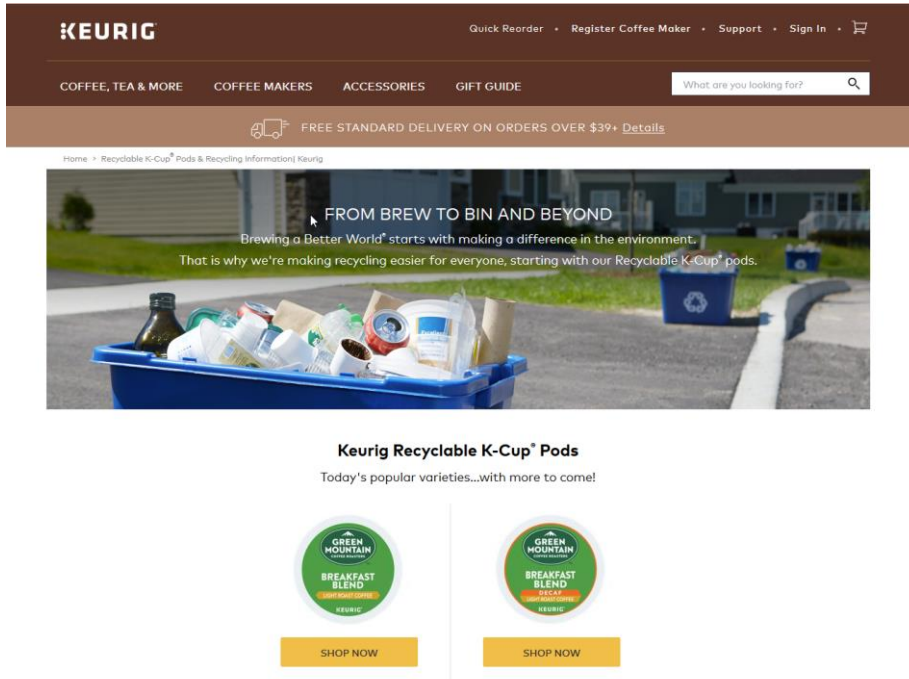 KEURIG
Quick Reorder • Register Coffee Maker • Support • Sign In •
COFFEE, TEA & MORE COFFEE MAKERS ACCESSORIES GIFT GUIDE What are you looking for?
FREE STANDARD DELIVERY ON ORDERS OVER $39+ Details
Home > Recyclable K-Cup® Pods & Recycling Information| Keurig
FROM BREW TO BIN AND BEYOND
Brewing a Better World® starts with making a difference in the environment.
That is why we're making recycling easier for everyone, starting with our Recyclable K-Cup® pods.
Keurig Recyclable K-Cup® Pods
Today's popular varieties...with more to come!
GREEN MOUNTAIN
COFFEE ROASTERS
BREAKFAST
BLEND
LIGHT ROAST COFFEE
KEURIG
SHOP NOW
GREEN MOUNTAIN
COFFEE ROASTERS
BREAKFAST
BLEND
DECAF
LIGHT ROAST COFFEE
KEURIG
SHOP NOW